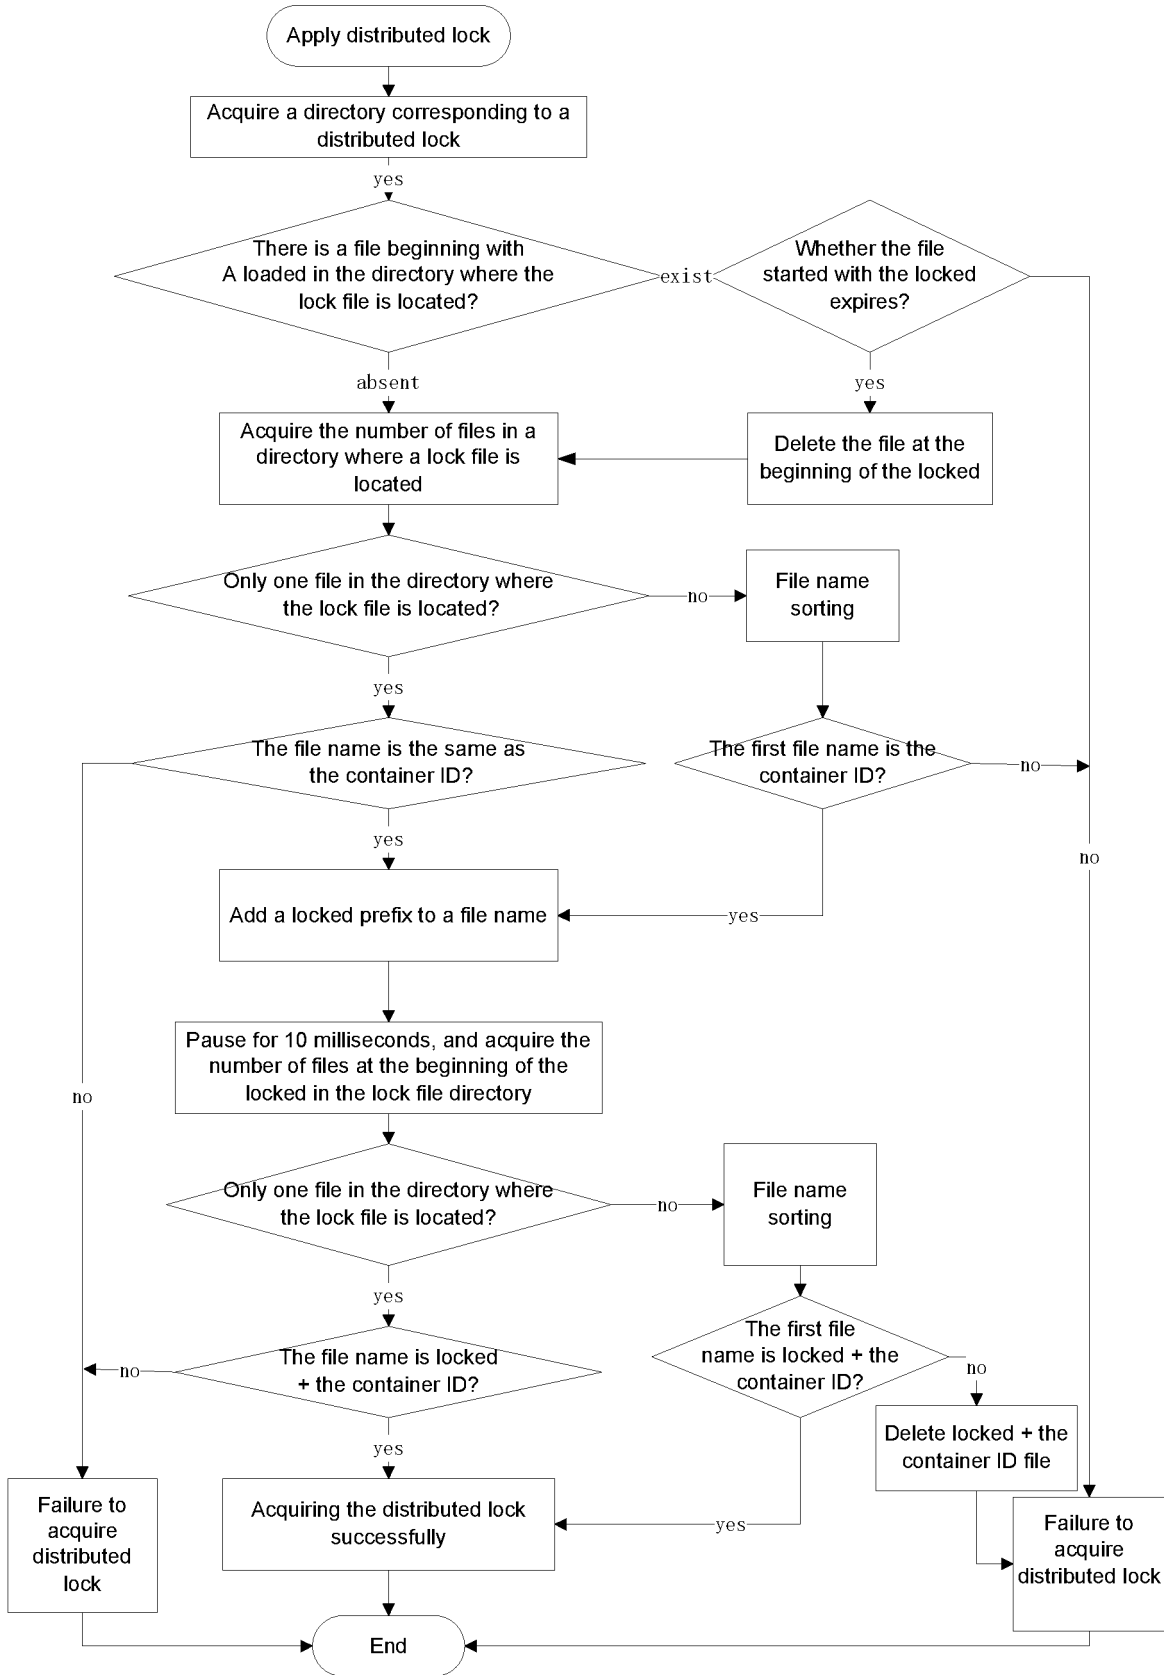 Apply distributed lock
Acquire a directory corresponding to a
distributed lock
yes
There is a file beginning with
A loaded in the directory where the
lock file is located?
exist
Whether the file
started with the locked
expires?
absent
yes
Acquire the number of files in a
directory where a lock file is
located
Delete the file at the
beginning of the locked
Only one file in the directory where
the lock file is located?
no
File name
sorting
yes
The file name is the same as
the container ID?
The first file name is the
container ID?
no
yes
no
Add a locked prefix to a file name
yes
Pause for 10 milliseconds, and acquire the
number of files at the beginning of the
locked in the lock file directory
no
Only one file in the directory where
the lock file is located?
no
File name
sorting
yes
The file name is locked
+ the container ID?
no
The first file
name is locked + the
container ID?
no
Delete locked + the
container ID file
yes
Failure to
acquire
distributed
lock
Acquiring the distributed lock
successfully
yes
Failure to
acquire
distributed lock
End